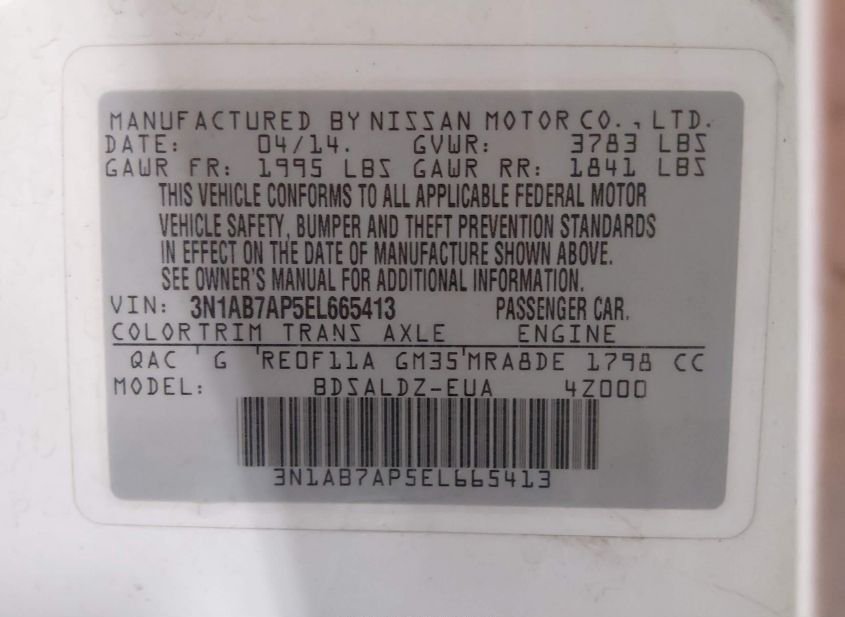 MANUFACTURED BY NISSAN MOTOR CO., LTD.
DATE: 04/14. GVWR: 3783 LBS
GAWR FR: 1995 LBS GAWR RR: 1841 LBS
THIS VEHICLE CONFORMS TO ALL APPLICABLE FEDERAL MOTOR
VEHICLE SAFETY, BUMPER AND THEFT PREVENTION STANDARDS
IN EFFECT ON THE DATE OF MANUFACTURE SHOWN ABOVE.
SEE OWNER'S MANUAL FOR ADDITIONAL INFORMATION.
VIN: 3N1AB7AP5EL665413 PASSENGER CAR.
COLORTRIM TRANS AXLE ENGINE
QAC ' G 'RE0F11A GM35'MRA8DE 1798 CC
MODEL: BDSALDZ-EUA 4Z000
3N1AB7AP5EL665413